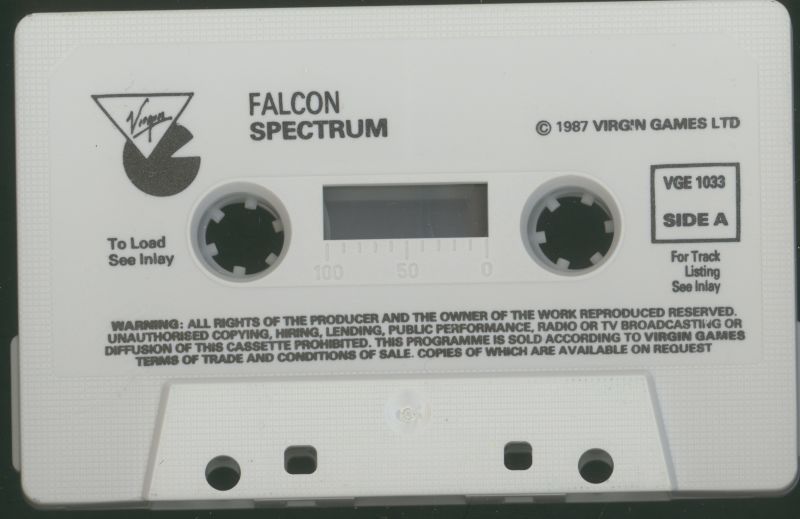 Virgin
FALCON
SPECTRUM
© 1987 VIRGIN GAMES LTD
VGE 1033
SIDE A
To Load
See Inlay
100 50 0
For Track
Listing
See Inlay
WARNING: ALL RIGHTS OF THE PRODUCER AND THE OWNER OF THE WORK REPRODUCED RESERVED.
UNAUTHORISED COPYING, HIRING, LENDING, PUBLIC PERFORMANCE, RADIO OR TV BROADCASTING OR
DIFFUSION OF THIS CASSETTE PROHIBITED. THIS PROGRAMME IS SOLD ACCORDING TO VIRGIN GAMES
TERMS OF TRADE AND CONDITIONS OF SALE. COPIES OF WHICH ARE AVAILABLE ON REQUEST